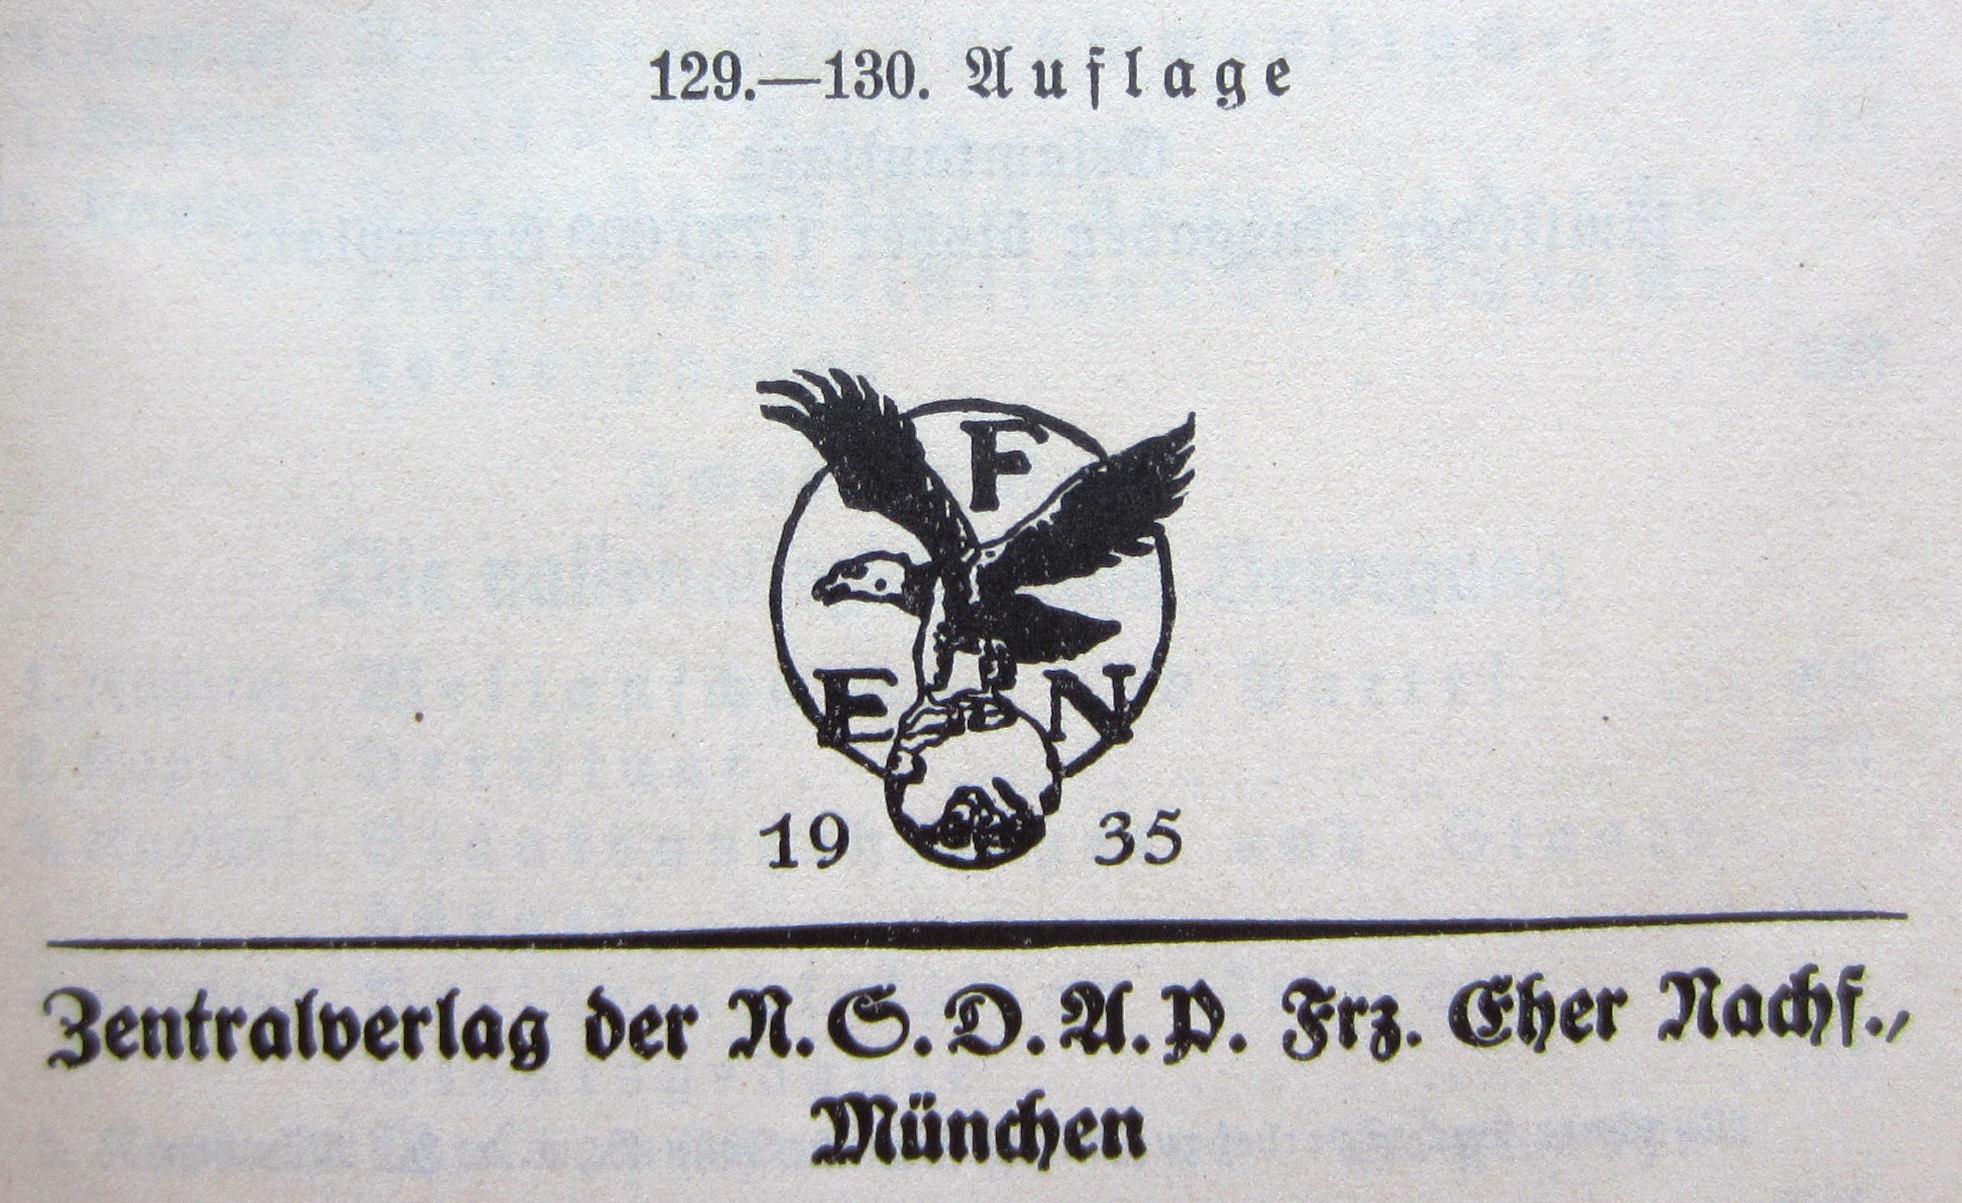 129.—130. Auflage
F
E N
19 35
Zentralverlag der N.S.D.A.P. Frz. Eher Nachf.,
München